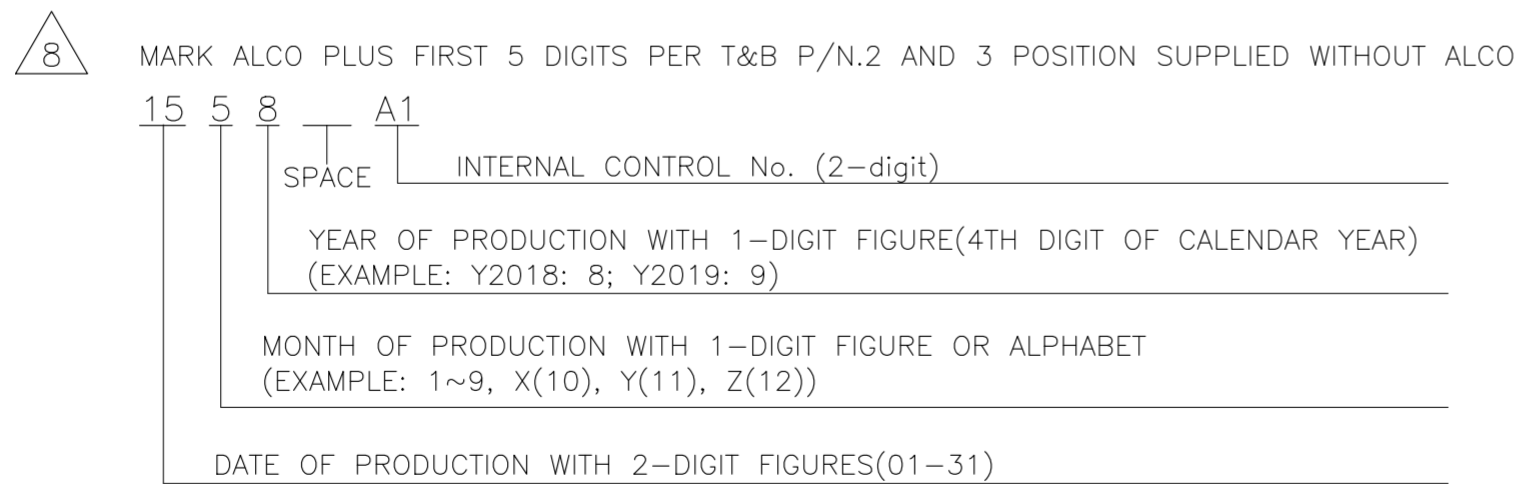 8 MARK ALCO PLUS FIRST 5 DIGITS PER T&B P/N.2 AND 3 POSITION SUPPLIED WITHOUT ALCO
15 5 8 A1
SPACE INTERNAL CONTROL No. (2-digit)
YEAR OF PRODUCTION WITH 1-DIGIT FIGURE(4TH DIGIT OF CALENDAR YEAR)
(EXAMPLE: Y2018: 8; Y2019: 9)
MONTH OF PRODUCTION WITH 1-DIGIT FIGURE OR ALPHABET
(EXAMPLE: 1~9, X(10), Y(11), Z(12))
DATE OF PRODUCTION WITH 2-DIGIT FIGURES(01-31)